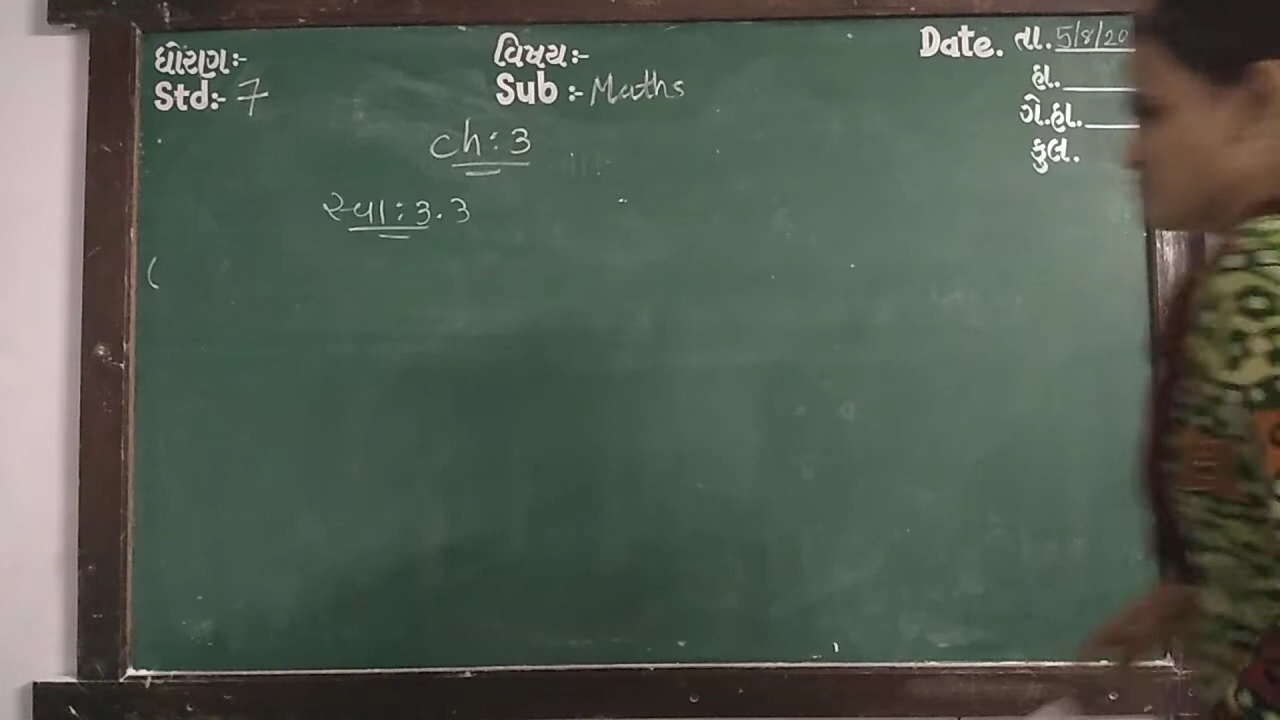 ધોરણઃ-
Std:- 7
વિષયઃ-
Sub :- Maths
Date. તા. 5/8/20
હા.
ગે.હા.
કુલ.
ch: 3
સ્વા: 3.3
(